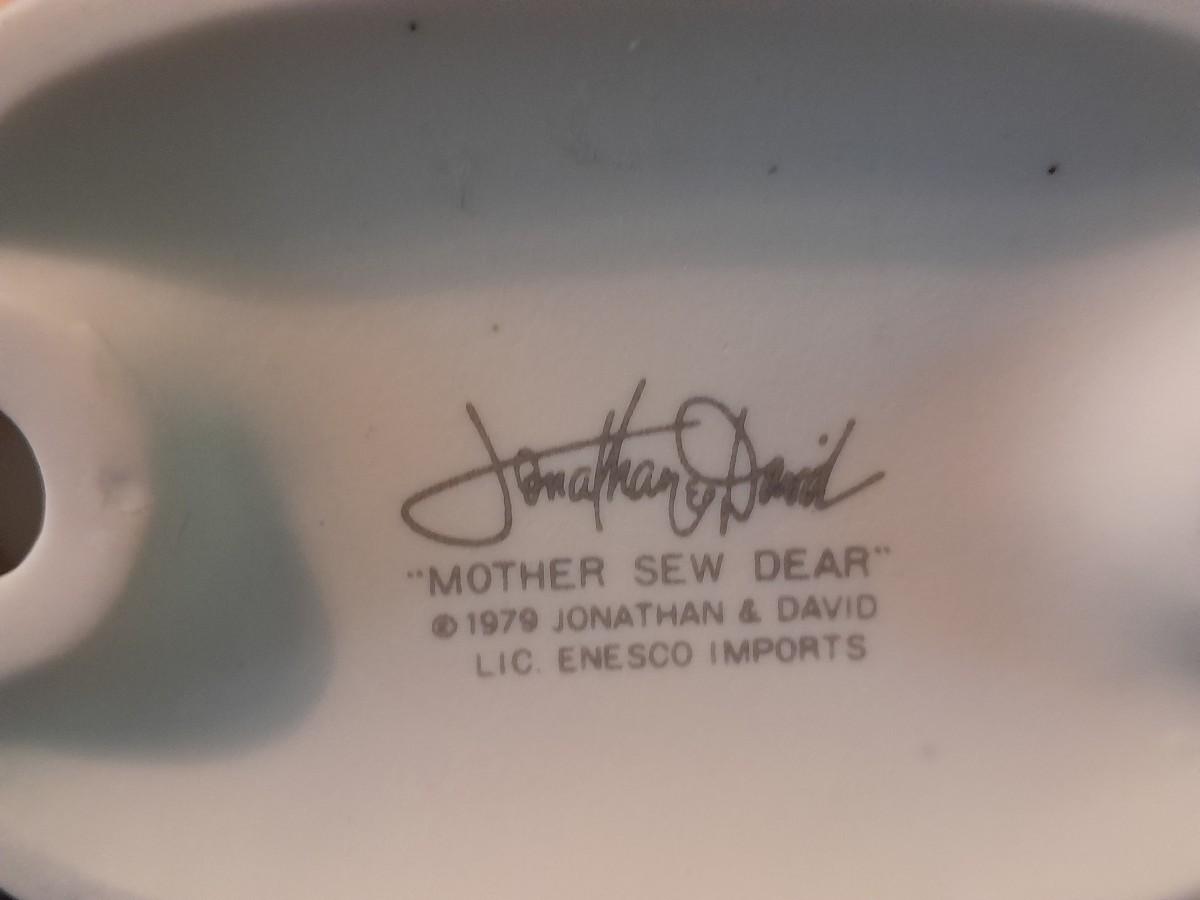 Jonathan & David
"MOTHER SEW DEAR"
© 1979 JONATHAN & DAVID
LIC. ENESCO IMPORTS